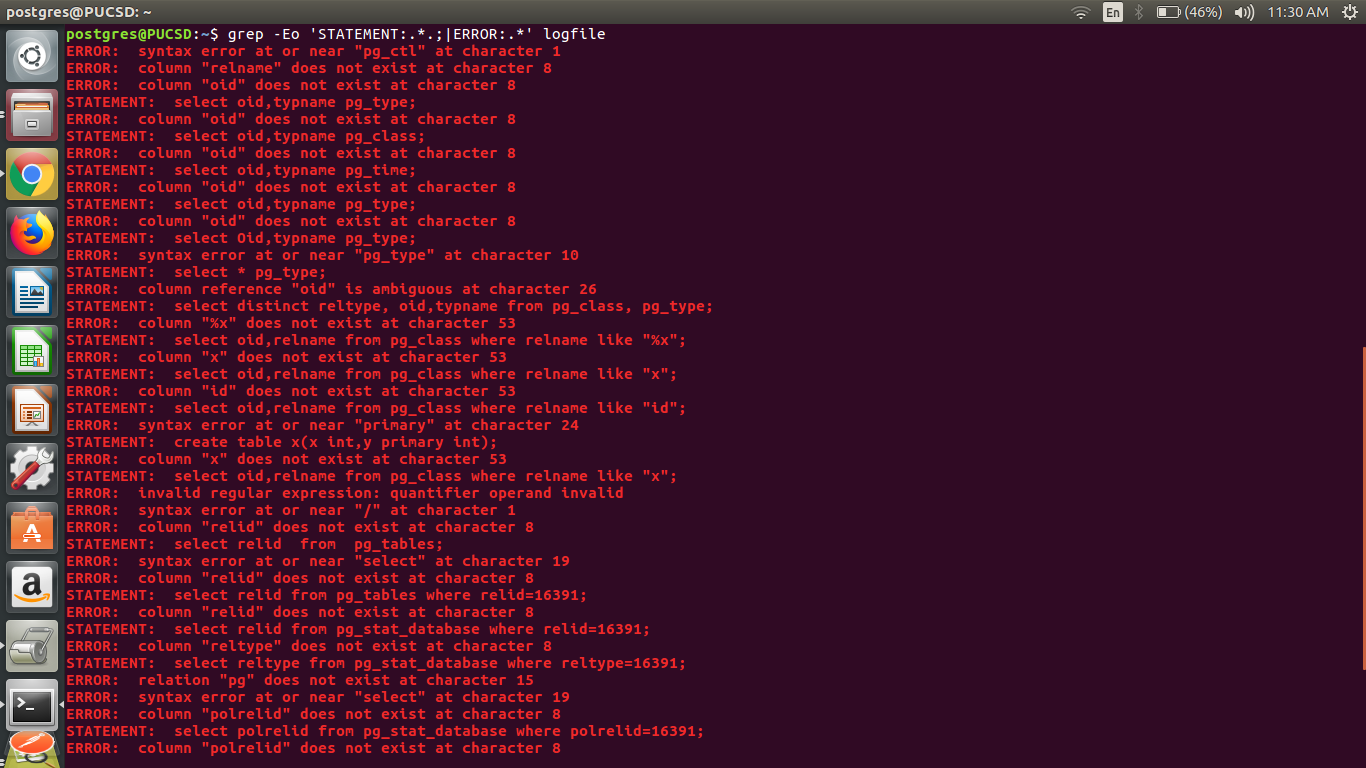 postgres@PUCSD: ~
En
(46%)
11:30 AM
postgres@PUCSD:~$ grep -Eo 'STATEMENT:.*.;|ERROR:.*' logfile
ERROR:  syntax error at or near "pg_ctl" at character 1
ERROR:  column "relname" does not exist at character 8
ERROR:  column "oid" does not exist at character 8
STATEMENT:  select oid,typname pg_type;
ERROR:  column "oid" does not exist at character 8
STATEMENT:  select oid,typname pg_class;
ERROR:  column "oid" does not exist at character 8
STATEMENT:  select oid,typname pg_time;
ERROR:  column "oid" does not exist at character 8
STATEMENT:  select oid,typname pg_type;
ERROR:  column "oid" does not exist at character 8
STATEMENT:  select Oid,typname pg_type;
ERROR:  syntax error at or near "pg_type" at character 10
STATEMENT:  select * pg_type;
ERROR:  column reference "oid" is ambiguous at character 26
STATEMENT:  select distinct reltype, oid,typname from pg_class, pg_type;
ERROR:  column "%x" does not exist at character 53
STATEMENT:  select oid,relname from pg_class where relname like "%x";
ERROR:  column "x" does not exist at character 53
STATEMENT:  select oid,relname from pg_class where relname like "x";
ERROR:  column "id" does not exist at character 53
STATEMENT:  select oid,relname from pg_class where relname like "id";
ERROR:  syntax error at or near "primary" at character 24
STATEMENT:  create table x(x int,y primary int);
ERROR:  column "x" does not exist at character 53
STATEMENT:  select oid,relname from pg_class where relname like "x";
ERROR:  invalid regular expression: quantifier operand invalid
ERROR:  syntax error at or near "/" at character 1
ERROR:  column "relid" does not exist at character 8
STATEMENT:  select relid  from  pg_tables;
ERROR:  syntax error at or near "select" at character 19
ERROR:  column "relid" does not exist at character 8
STATEMENT:  select relid from pg_tables where relid=16391;
ERROR:  column "relid" does not exist at character 8
STATEMENT:  select relid from pg_stat_database where relid=16391;
ERROR:  column "reltype" does not exist at character 8
STATEMENT:  select reltype from pg_stat_database where reltype=16391;
ERROR:  relation "pg" does not exist at character 15
ERROR:  syntax error at or near "select" at character 19
ERROR:  column "polrelid" does not exist at character 8
STATEMENT:  select polrelid from pg_stat_database where polrelid=16391;
ERROR:  column "polrelid" does not exist at character 8